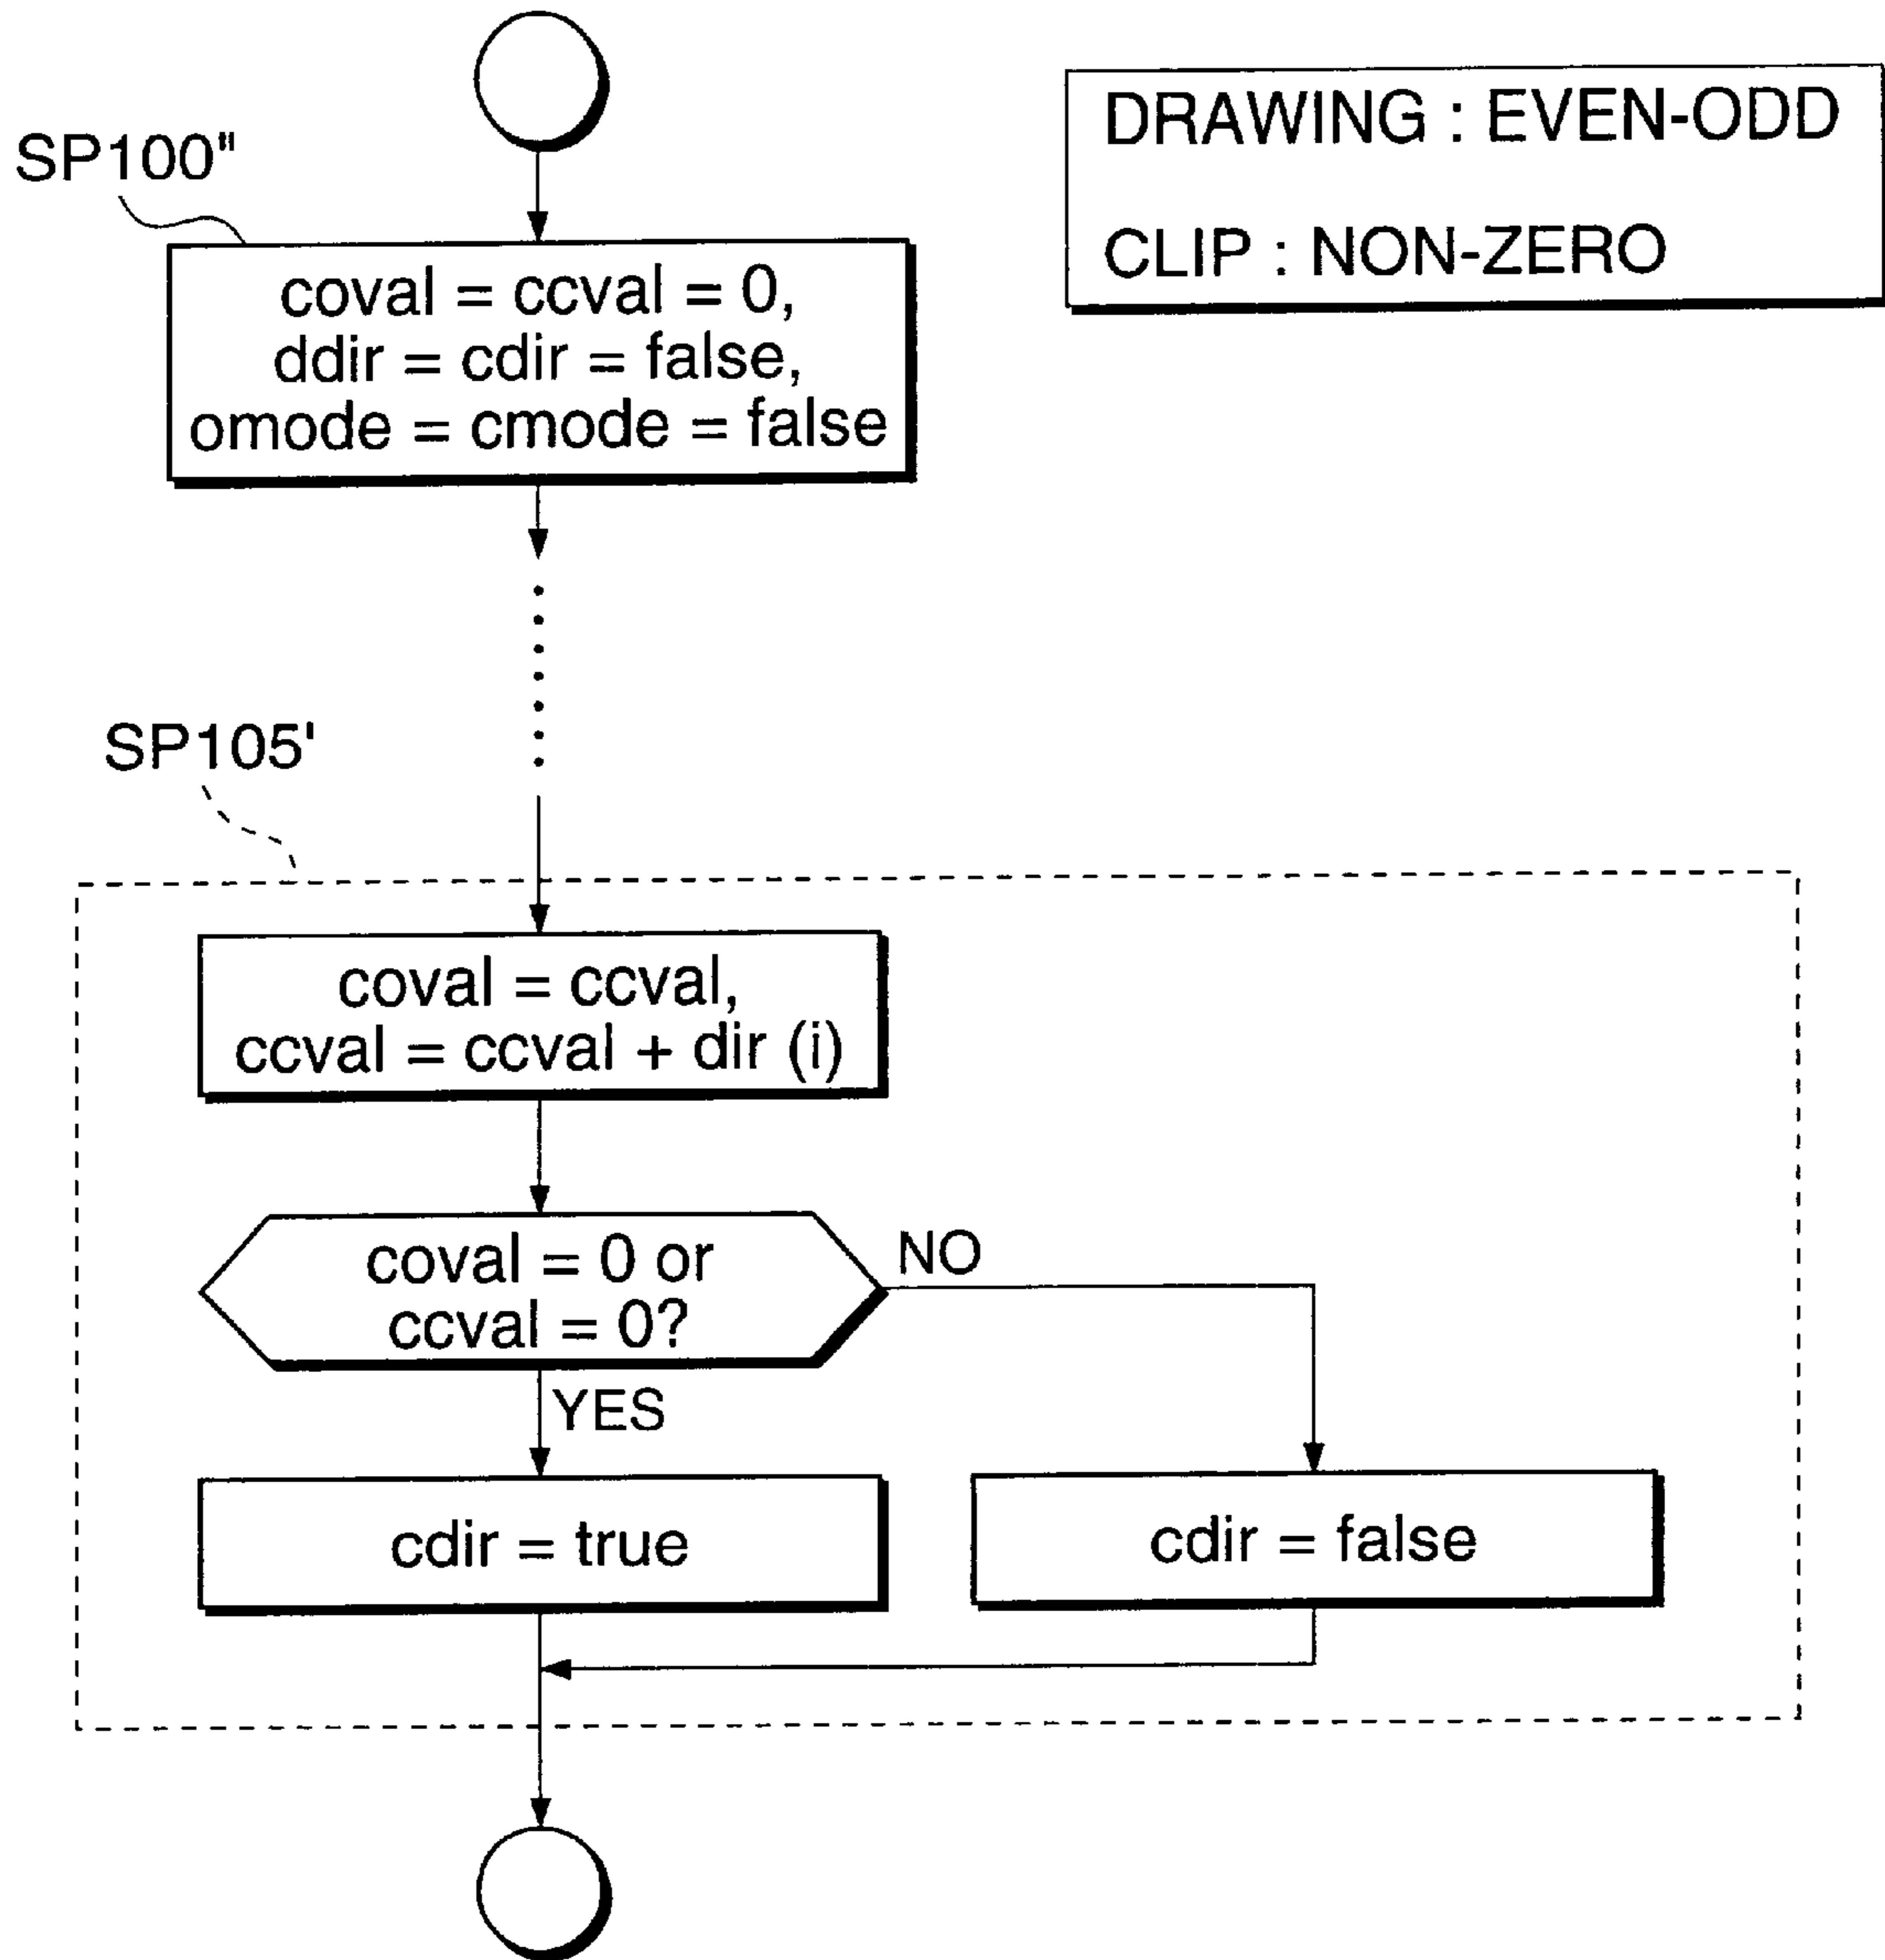 DRAWING : EVEN-ODD
CLIP : NON-ZERO
SP100"
coval = ccval = 0,
ddir = cdir = false,
omode = cmode = false
SP105'
coval = ccval,
ccval = ccval + dir (i)
coval = 0 or
ccval = 0?
NO
YES
cdir = true
cdir = false